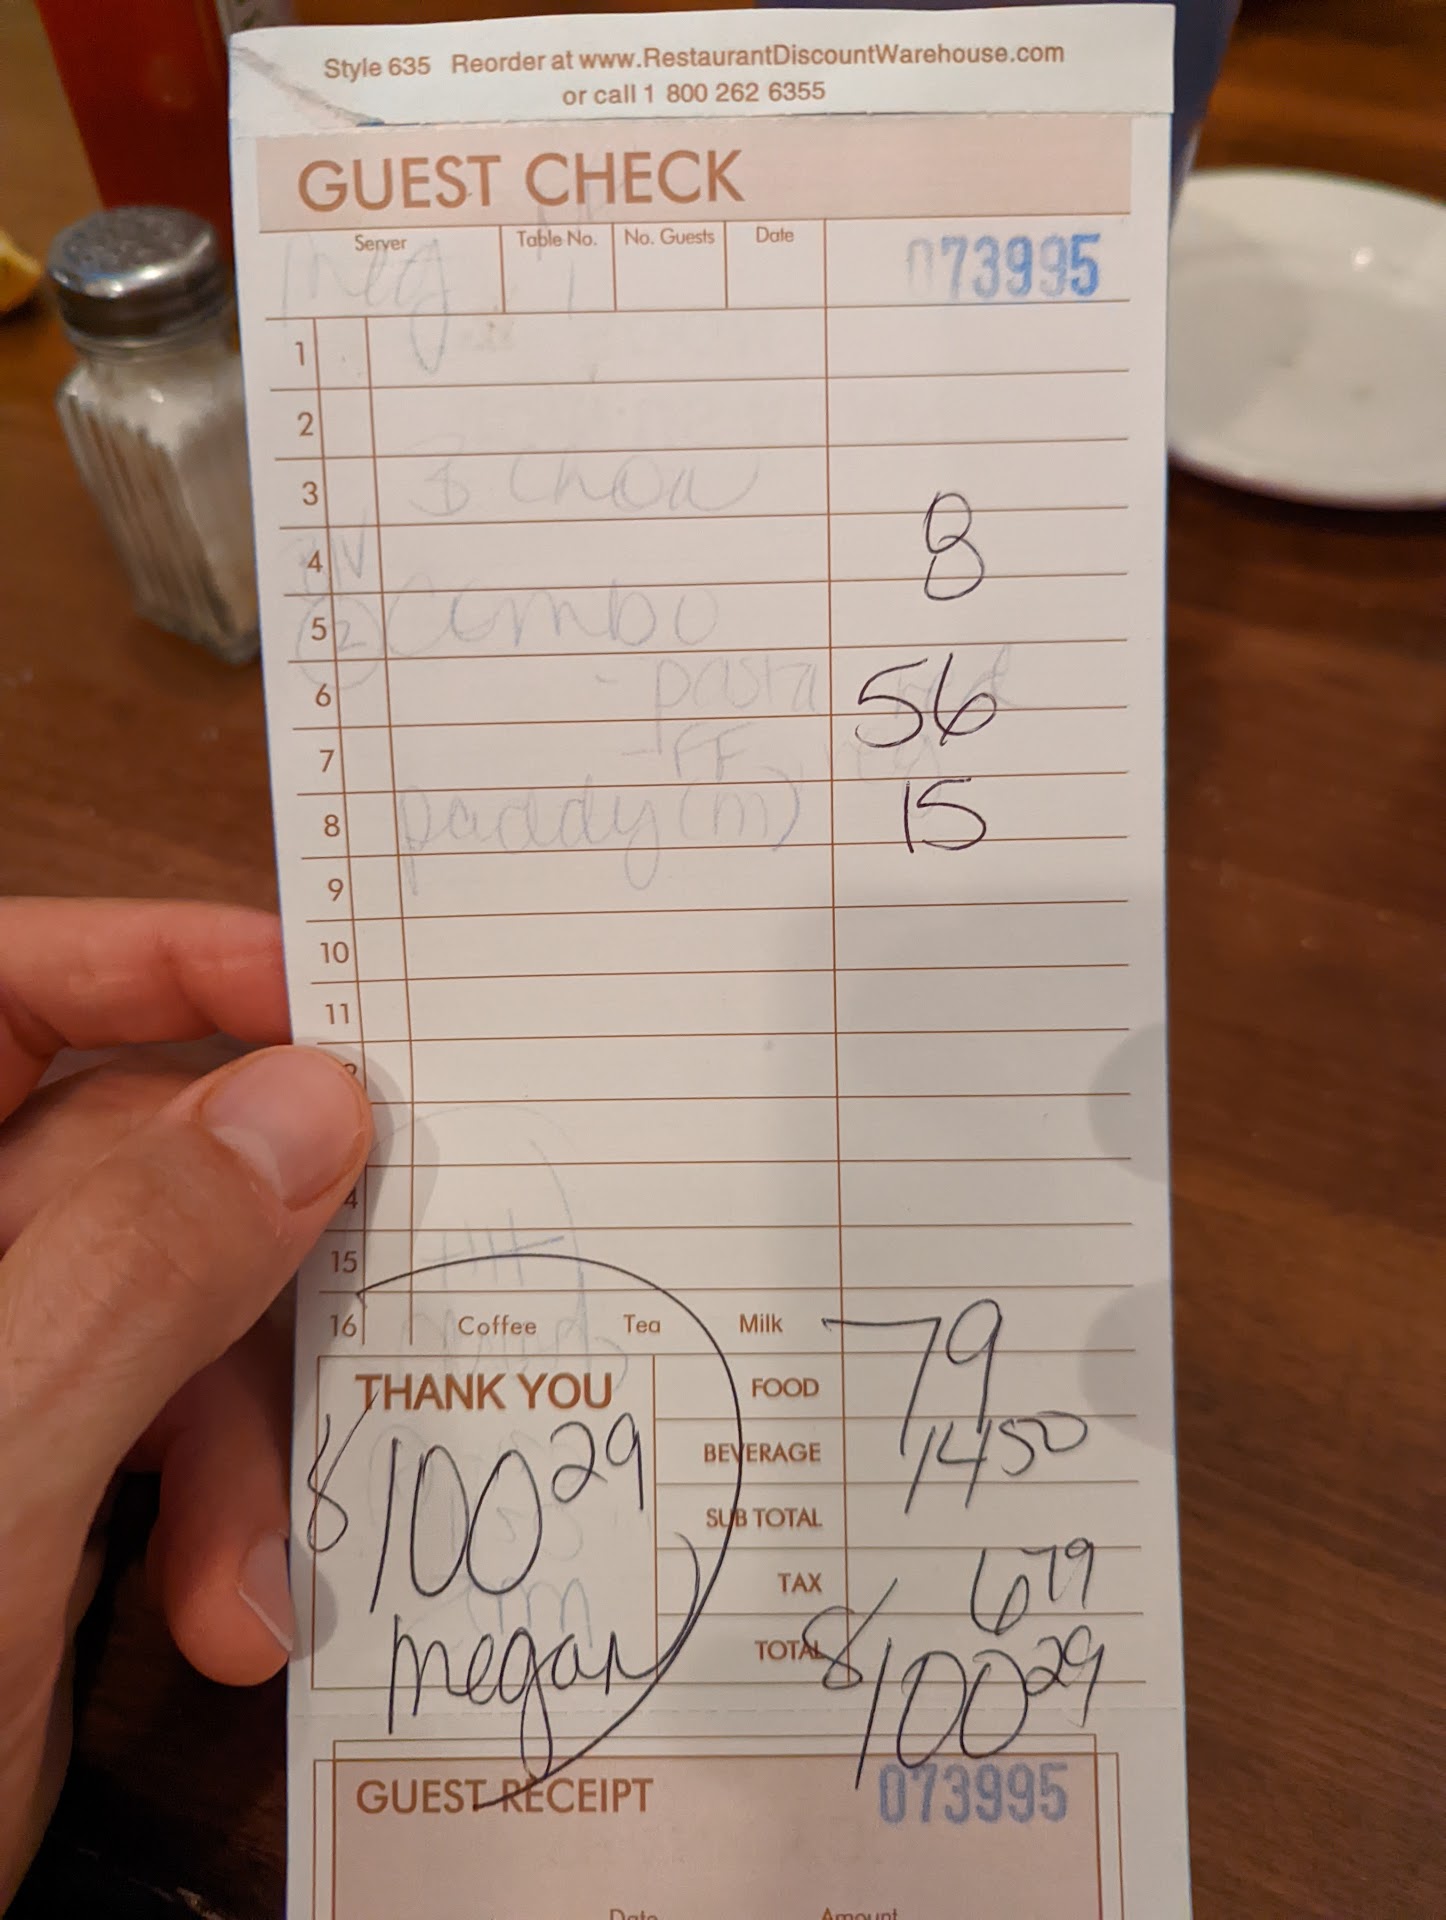 Style 635 Reorder at www.RestaurantDiscountWarehouse.com
or call 1 800 262 6355
GUEST CHECK
Server Table No. No. Guests Date 073995
Meg 1
1
2
3 chow
4 8
5 2 Combo
6 - pasta 56
7 - FF
8 paddy (m) 15
9
10
11
15
16 Coffee Tea Milk
79
THANK YOU FOOD
$100 29 BEVERAGE 14 50
SUB TOTAL
TAX 6 79
megan TOTAL $100 29
GUEST RECEIPT 073995
Date Amount